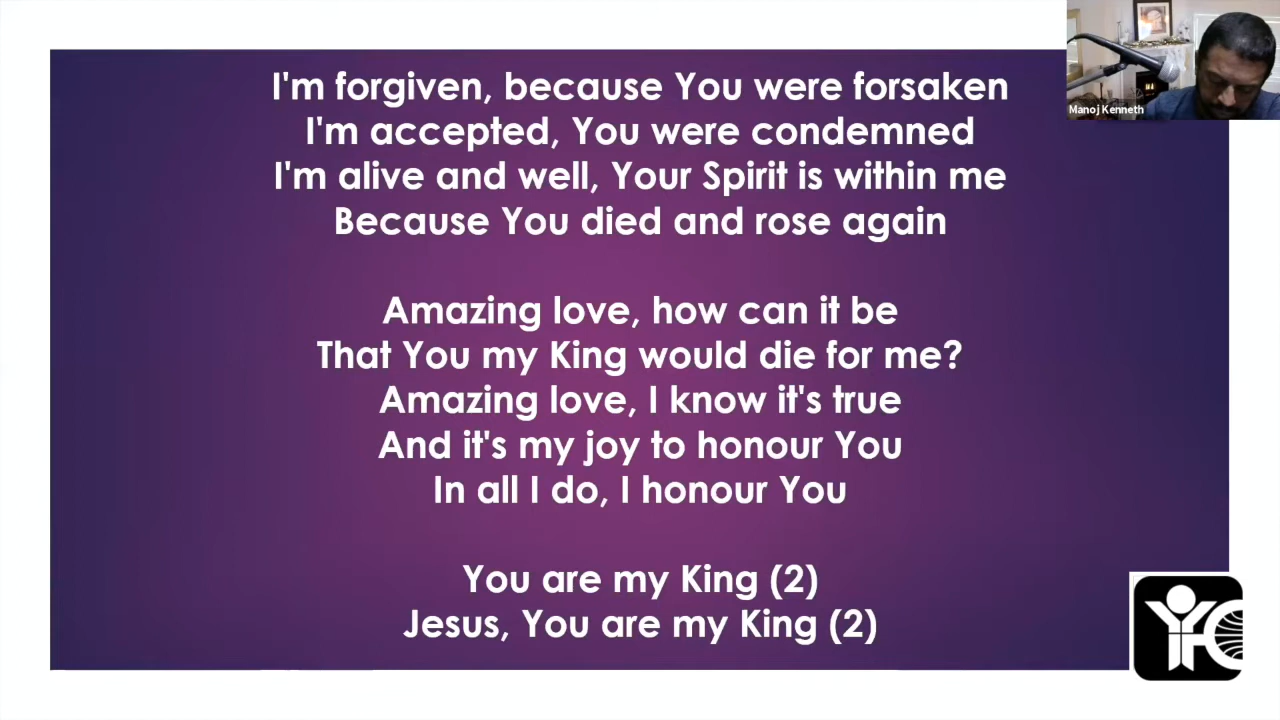 I'm forgiven, because You were forsaken
I'm accepted, You were condemned
I'm alive and well, Your Spirit is within me
Because You died and rose again
Amazing love, how can it be
That You my King would die for me?
Amazing love, I know it's true
And it's my joy to honour You
In all I do, I honour You
You are my King (2)
Jesus, You are my King (2)
Manoj Kenneth
YFC